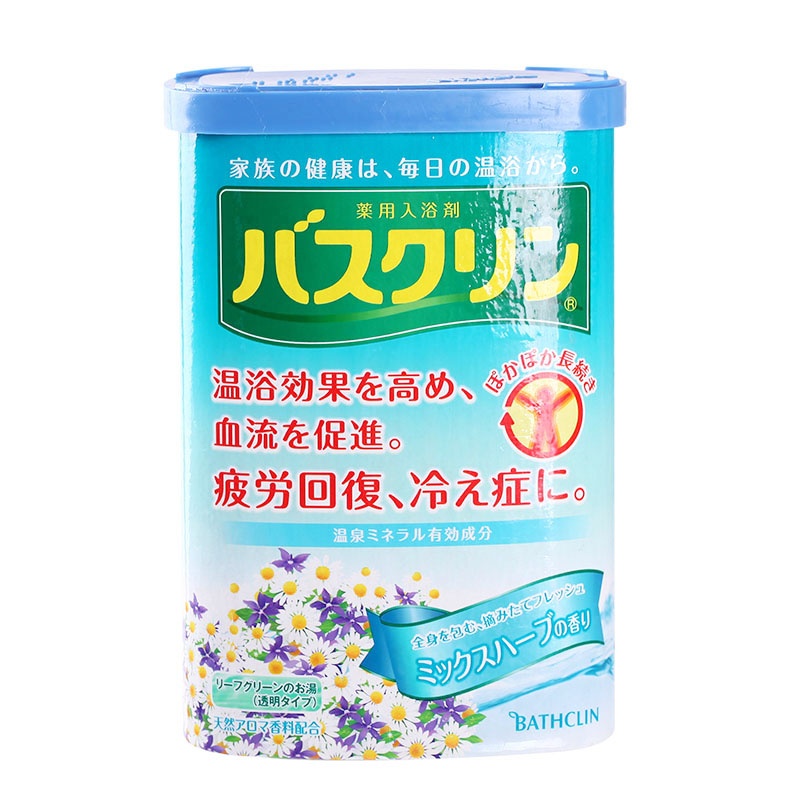 家族の健康は、毎日の温浴から。
薬用入浴剤
バスクリン®
温浴効果を高め、
血流を促進。
疲労回復、冷え症に。
ぽかぽか長続き
温泉ミネラル有効成分
全身を包む、摘みたてフレッシュ
ミックスハーブの香り
リーフグリーンのお湯
(透明タイプ)
天然アロマ香料配合
BATHCLIN